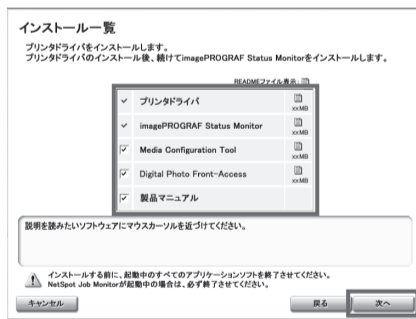 インストール一覧
プリンタドライバをインストールします。
プリンタドライバのインストール後、続けてimagePROGRAF Status Monitorをインストールします。
READMEファイル表示:
プリンタドライバ
xxMB
imagePROGRAF Status Monitor
xxMB
Media Configuration Tool
xxMB
Digital Photo Front-Access
xxMB
製品マニュアル
説明を読みたいソフトウェアにマウスカーソルを近づけてください。
インストールする前に、起動中のすべてのアプリケーションソフトを終了させてください。
NetSpot Job Monitorが起動中の場合は、必ず終了させてください。
キャンセル
戻る
次へ